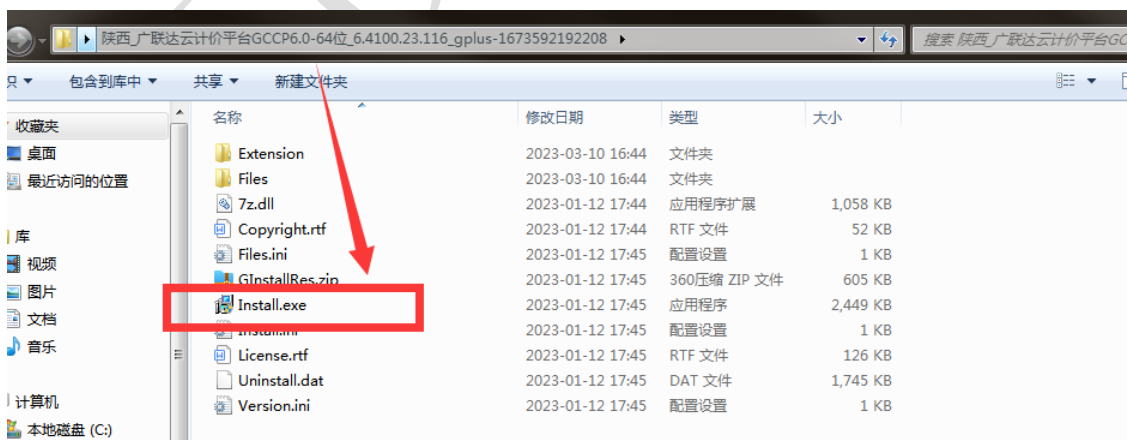 陕西_广联达云计价平台GCCP6.0-64位_6.4100.23.116_gplus-1673592192208
搜索 陕西_广联达云计价平台GC
包含到库中 共享 新建文件夹
收藏夹
桌面
最近访问的位置
库
视频
图片
文档
音乐
计算机
本地磁盘 (C:)
名称 修改日期 类型 大小
Extension 2023-03-10 16:44 文件夹
Files 2023-03-10 16:44 文件夹
7z.dll 2023-01-12 17:44 应用程序扩展 1,058 KB
Copyright.rtf 2023-01-12 17:44 RTF 文件 52 KB
Files.ini 2023-01-12 17:45 配置设置 1 KB
GInstallRes.zip 2023-01-12 17:45 360压缩 ZIP 文件 605 KB
Install.exe 2023-01-12 17:45 应用程序 2,449 KB
Install.ini 2023-01-12 17:45 配置设置 1 KB
License.rtf 2023-01-12 17:45 RTF 文件 126 KB
Uninstall.dat 2023-01-12 17:45 DAT 文件 1,745 KB
Version.ini 2023-01-12 17:45 配置设置 1 KB